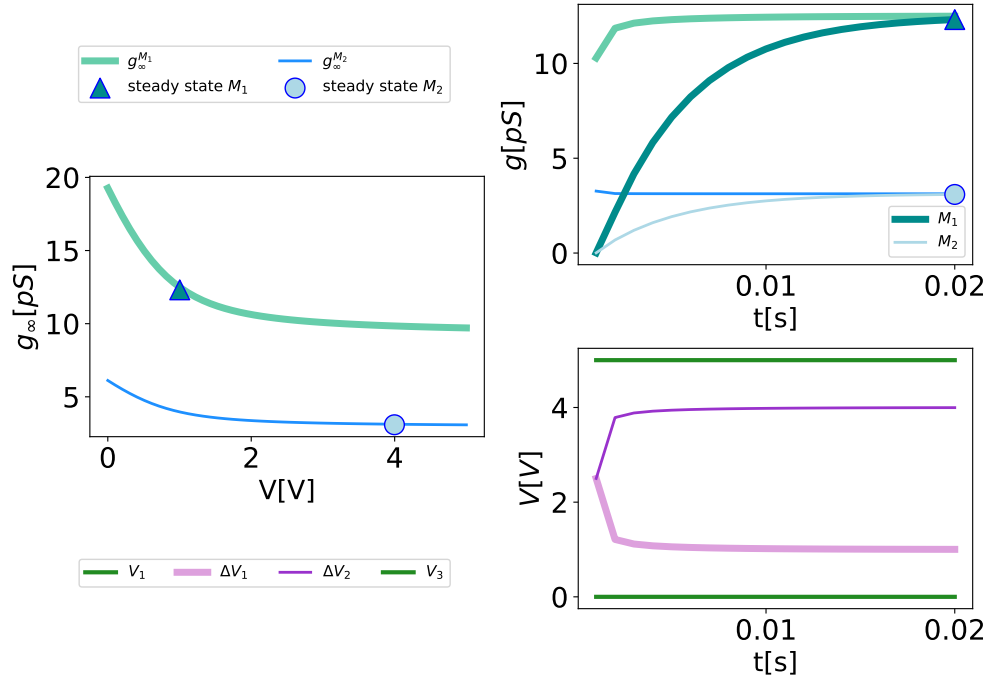 g∞^M₁ g∞^M₂
steady state M₁ steady state M₂
20
15
10
5
g∞[pS]
0 2 4
V[V]
V₁ ΔV₁ ΔV₂ V₃
10
5
0
g[pS]
M₁
M₂
0.01 0.02
t[s]
4
2
0
V[V]
0.01 0.02
t[s]